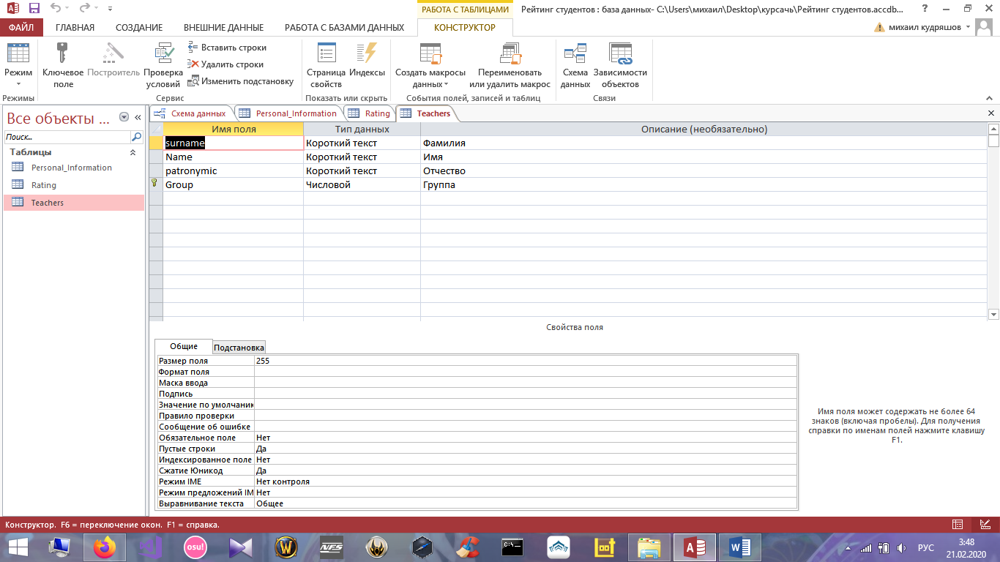 РАБОТА С ТАБЛИЦАМИ
Рейтинг студентов : база данных- C:\Users\михаил\Desktop\курсачь\Рейтинг студентов.accdb...
ФАЙЛ ГЛАВНАЯ СОЗДАНИЕ ВНЕШНИЕ ДАННЫЕ РАБОТА С БАЗАМИ ДАННЫХ КОНСТРУКТОР михаил кудряшов
Режим
Ключевое поле
Построитель
Проверка условий
Вставить строки
Удалить строки
Изменить подстановку
Страница свойств
Индексы
Создать макросы данных
Переименовать или удалить макрос
Схема данных
Зависимости объектов
Режимы Сервис Показать или скрыть События полей, записей и таблиц Связи
Все объекты ...
Поиск...
Таблицы
Personal_Information
Rating
Teachers
Схема данных Personal_Information Rating Teachers
Имя поля Тип данных Описание (необязательно)
surname Короткий текст Фамилия
Name Короткий текст Имя
patronymic Короткий текст Отчество
Group Числовой Группа
Свойства поля
Общие Подстановка
Размер поля 255
Формат поля
Маска ввода
Подпись
Значение по умолчани
Правило проверки
Сообщение об ошибке
Обязательное поле Нет
Пустые строки Да
Индексированное поле Нет
Сжатие Юникод Да
Режим IME Нет контроля
Режим предложений IM Нет
Выравнивание текста Общее
Имя поля может содержать не более 64
знаков (включая пробелы). Для получения
справки по именам полей нажмите клавишу
F1.
Конструктор. F6 = переключение окон. F1 = справка.
osu!
NFS
C:\
РУС
3:48
21.02.2020